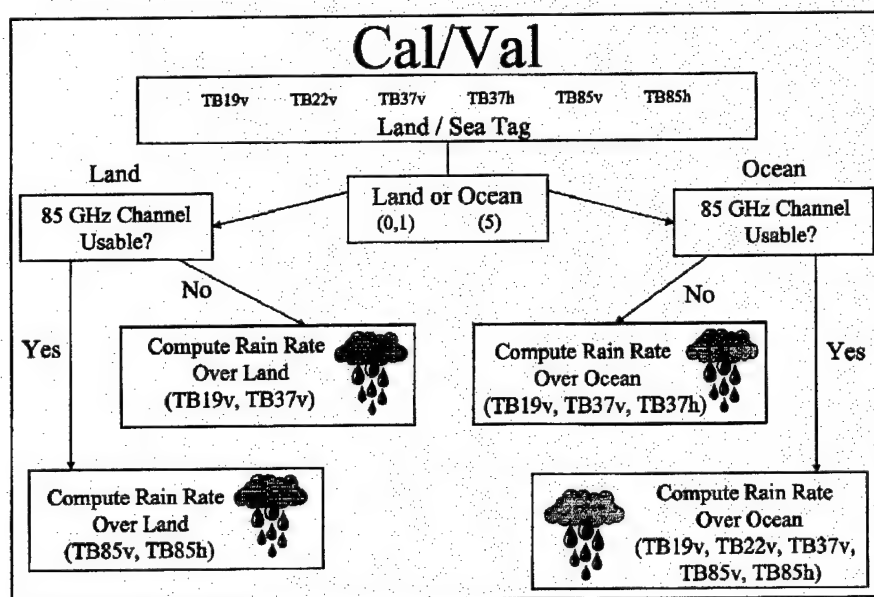 Cal/Val
TB19v TB22v TB37v TB37h TB85v TB85h
Land / Sea Tag
Land
Ocean
85 GHz Channel
Usable?
Land or Ocean
(0,1) (5)
85 GHz Channel
Usable?
No
No
Yes
Yes
Compute Rain Rate
Over Land
(TB19v, TB37v)
Compute Rain Rate
Over Ocean
(TB19v, TB37v, TB37h)
Compute Rain Rate
Over Land
(TB85v, TB85h)
Compute Rain Rate
Over Ocean
(TB19v, TB22v, TB37v,
TB85v, TB85h)